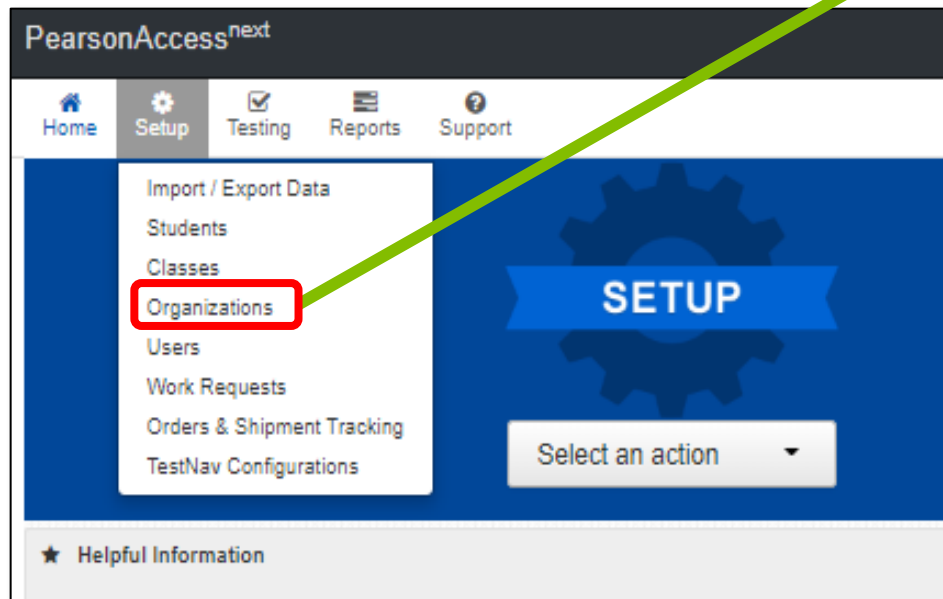 PearsonAccessnext
Home Setup Testing Reports Support
Import / Export Data
Students
Classes
Organizations
Users
Work Requests
Orders & Shipment Tracking
TestNav Configurations
SETUP
Select an action
Helpful Information